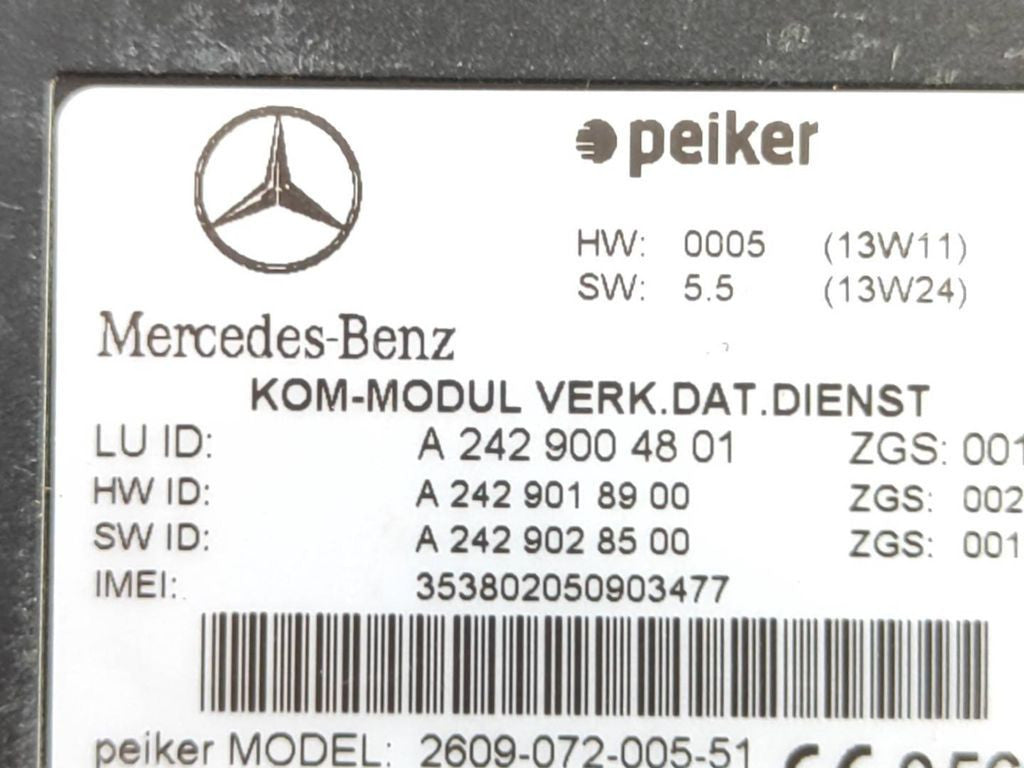 peiker
HW: 0005 (13W11)
SW: 5.5 (13W24)
Mercedes-Benz
KOM-MODUL VERK.DAT.DIENST
LU ID: A 242 900 48 01 ZGS: 001
HW ID: A 242 901 89 00 ZGS: 002
SW ID: A 242 902 85 00 ZGS: 001
IMEI: 353802050903477
peiker MODEL: 2609-072-005-51